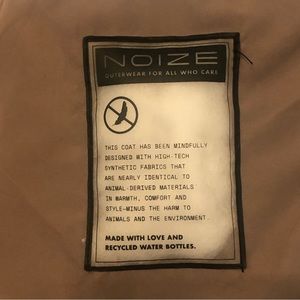 NOIZE
OUTERWEAR FOR ALL WHO CARE
THIS COAT HAS BEEN MINDFULLY
DESIGNED WITH HIGH-TECH
SYNTHETIC FABRICS THAT
ARE NEARLY IDENTICAL TO
ANIMAL-DERIVED MATERIALS
IN WARMTH, COMFORT AND
STYLE-MINUS THE HARM TO
ANIMALS AND THE ENVIRONMENT.
MADE WITH LOVE AND
RECYCLED WATER BOTTLES.